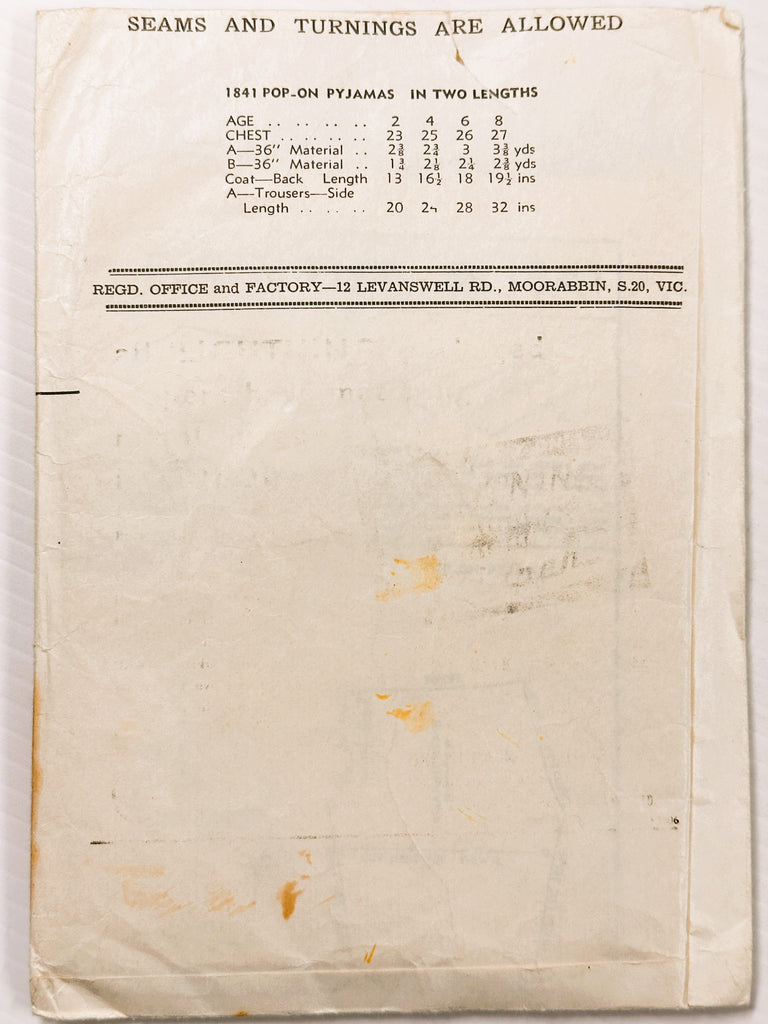 SEAMS AND TURNINGS ARE ALLOWED
1841 POP-ON PYJAMAS IN TWO LENGTHS
AGE .. .. .. .. .. 2 4 6 8
CHEST .. .. .. .. 23 25 26 27
A—36" Material .. 2⅜ 2¾ 3 3⅜ yds
B—36" Material .. 1¾ 2⅛ 2¼ 2⅜ yds
Coat—Back Length 13 16½ 18 19½ ins
A—Trousers—Side
Length .. .. .. .. 20 28 32 ins
REGD. OFFICE and FACTORY—12 LEVANSWELL RD., MOORABBIN, S.20, VIC.